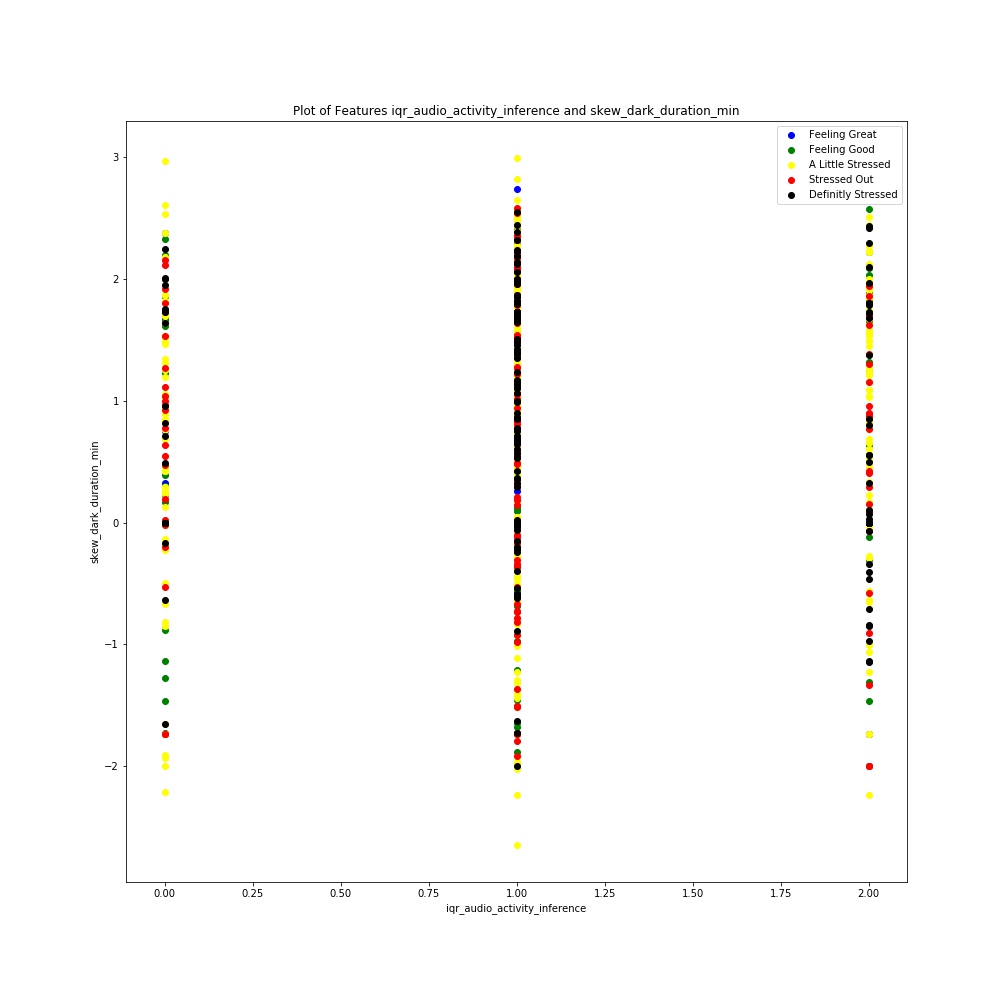 Plot of Features iqr_audio_activity_inference and skew_dark_duration_min
Feeling Great
Feeling Good
A Little Stressed
Stressed Out
Definitly Stressed
3
2
1
0
−1
−2
skew_dark_duration_min
0.00 0.25 0.50 0.75 1.00 1.25 1.50 1.75 2.00
iqr_audio_activity_inference